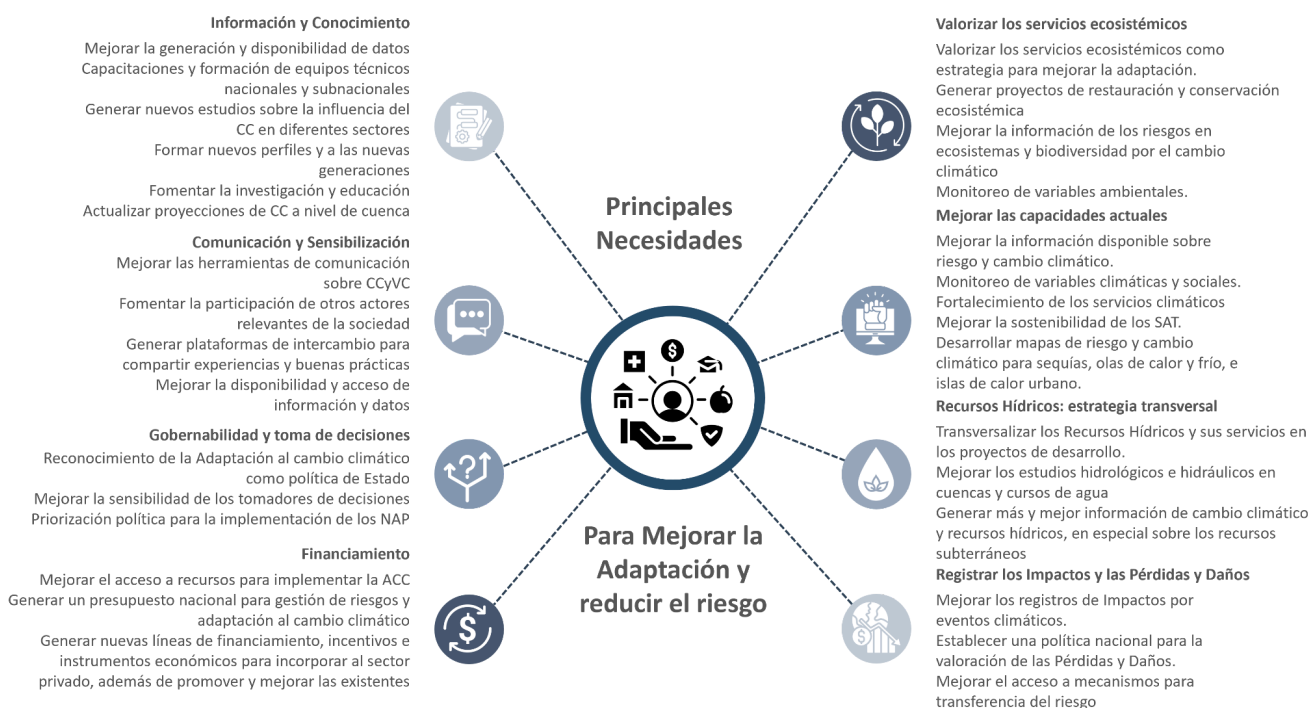 Información y Conocimiento
Mejorar la generación y disponibilidad de datos
Capacitaciones y formación de equipos técnicos
nacionales y subnacionales
Generar nuevos estudios sobre la influencia del
CC en diferentes sectores
Formar nuevos perfiles y a las nuevas
generaciones
Fomentar la investigación y educación
Actualizar proyecciones de CC a nivel de cuenca
Comunicación y Sensibilización
Mejorar las herramientas de comunicación
sobre CCyVC
Fomentar la participación de otros actores
relevantes de la sociedad
Generar plataformas de intercambio para
compartir experiencias y buenas prácticas
Mejorar la disponibilidad y acceso de
información y datos
Gobernabilidad y toma de decisiones
Reconocimiento de la Adaptación al cambio climático
como política de Estado
Mejorar la sensibilidad de los tomadores de decisiones
Priorización política para la implementación de los NAP
Financiamiento
Mejorar el acceso a recursos para implementar la ACC
Generar un presupuesto nacional para gestión de riesgos y
adaptación al cambio climático
Generar nuevas líneas de financiamiento, incentivos e
instrumentos económicos para incorporar al sector
privado, además de promover y mejorar las existentes
Principales
Necesidades
Para Mejorar la
Adaptación y
reducir el riesgo
Valorizar los servicios ecosistémicos
Valorizar los servicios ecosistémicos como
estrategia para mejorar la adaptación.
Generar proyectos de restauración y conservación
ecosistémica
Mejorar la información de los riesgos en
ecosistemas y biodiversidad por el cambio
climático
Monitoreo de variables ambientales.
Mejorar las capacidades actuales
Mejorar la información disponible sobre
riesgo y cambio climático.
Monitoreo de variables climáticas y sociales.
Fortalecimiento de los servicios climáticos
Mejorar la sostenibilidad de los SAT.
Desarrollar mapas de riesgo y cambio
climático para sequías, olas de calor y frío, e
islas de calor urbano.
Recursos Hídricos: estrategia transversal
Transversalizar los Recursos Hídricos y sus servicios en
los proyectos de desarrollo.
Mejorar los estudios hidrológicos e hidráulicos en
cuencas y cursos de agua
Generar más y mejor información de cambio climático
y recursos hídricos, en especial sobre los recursos
subterráneos
Registrar los Impactos y las Pérdidas y Daños
Mejorar los registros de Impactos por
eventos climáticos.
Establecer una política nacional para la
valoración de las Pérdidas y Daños.
Mejorar el acceso a mecanismos para
transferencia del riesgo